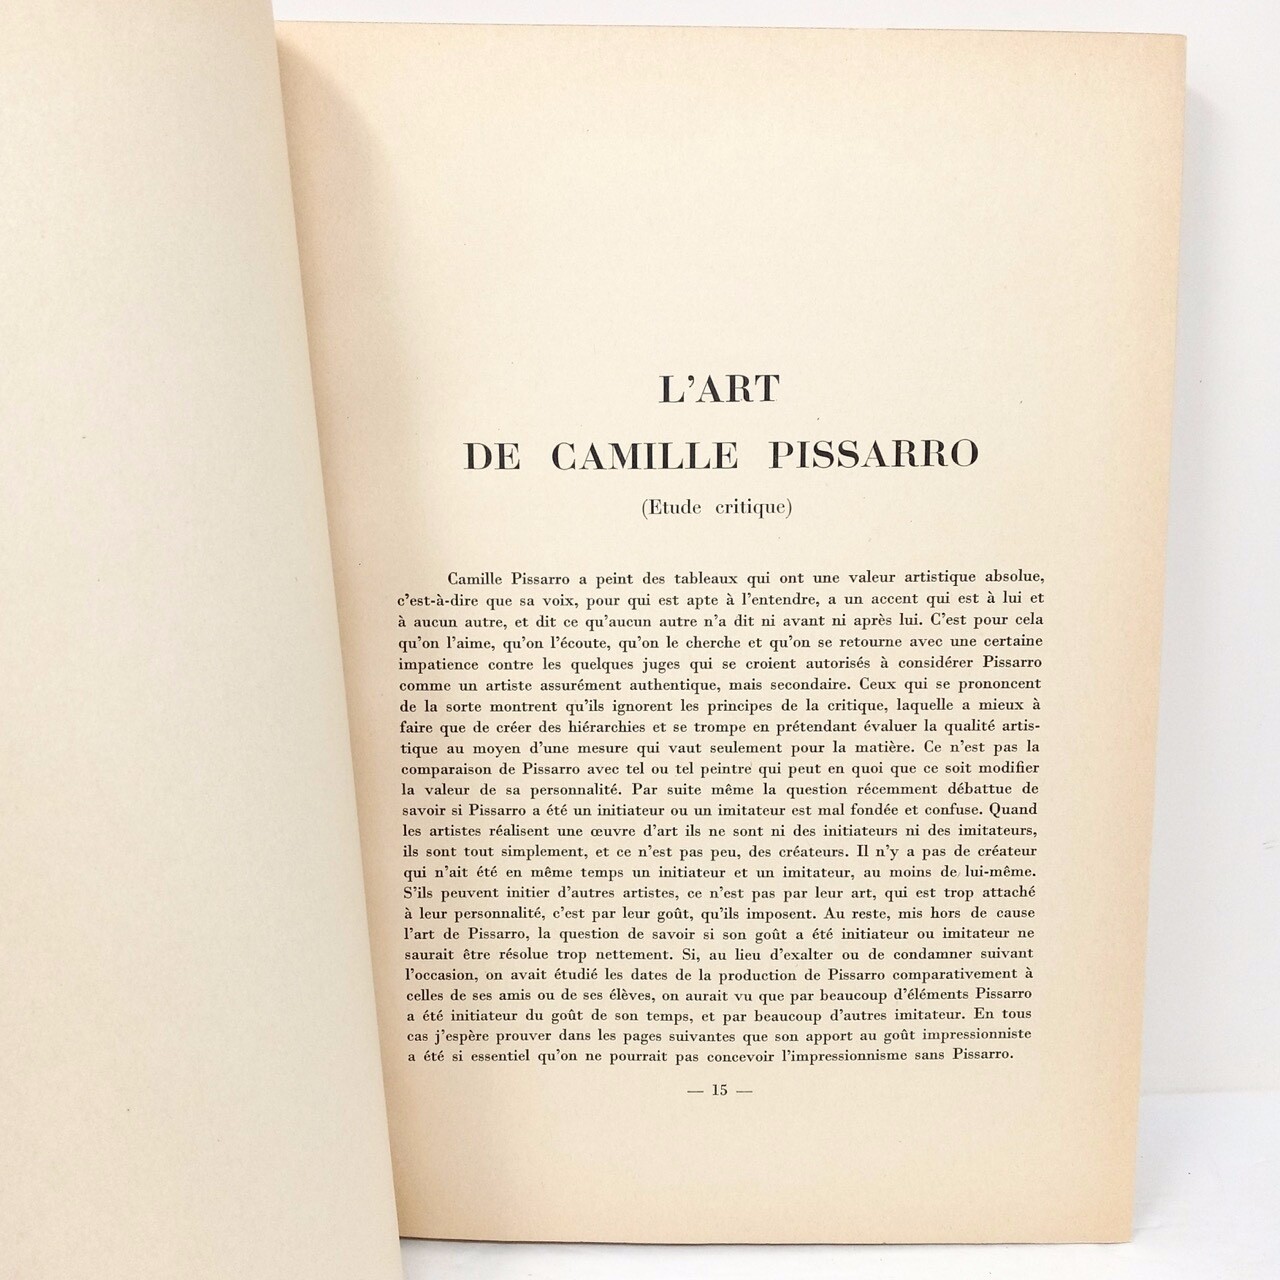 L'ART
DE CAMILLE PISSARRO
(Etude critique)
Camille Pissarro a peint des tableaux qui ont une valeur artistique absolue,
c'est-à-dire que sa voix, pour qui est apte à l'entendre, a un accent qui est à lui et
à aucun autre, et dit ce qu'aucun autre n'a dit ni avant ni après lui. C'est pour cela
qu'on l'aime, qu'on l'écoute, qu'on le cherche et qu'on se retourne avec une certaine
impatience contre les quelques juges qui se croient autorisés à considérer Pissarro
comme un artiste assurément authentique, mais secondaire. Ceux qui se prononcent
de la sorte montrent qu'ils ignorent les principes de la critique, laquelle a mieux à
faire que de créer des hiérarchies et se trompe en prétendant évaluer la qualité artis-
tique au moyen d'une mesure qui vaut seulement pour la matière. Ce n'est pas la
comparaison de Pissarro avec tel ou tel peintre qui peut en quoi que ce soit modifier
la valeur de sa personnalité. Par suite même la question récemment débattue de
savoir si Pissarro a été un initiateur ou un imitateur est mal fondée et confuse. Quand
les artistes réalisent une œuvre d'art ils ne sont ni des initiateurs ni des imitateurs,
ils sont tout simplement, et ce n'est pas peu, des créateurs. Il n'y a pas de créateur
qui n'ait été en même temps un initiateur et un imitateur, au moins de lui-même.
S'ils peuvent initier d'autres artistes, ce n'est pas par leur art, qui est trop attaché
à leur personnalité, c'est par leur goût, qu'ils imposent. Au reste, mis hors de cause
l'art de Pissarro, la question de savoir si son goût a été initiateur ou imitateur ne
saurait être résolue trop nettement. Si, au lieu d'exalter ou de condamner suivant
l'occasion, on avait étudié les dates de la production de Pissarro comparativement à
celles de ses amis ou de ses élèves, on aurait vu que par beaucoup d'éléments Pissarro
a été initiateur du goût de son temps, et par beaucoup d'autres imitateur. En tous
cas j'espère prouver dans les pages suivantes que son apport au goût impressionniste
a été si essentiel qu'on ne pourrait pas concevoir l'impressionnisme sans Pissarro.
— 15 —